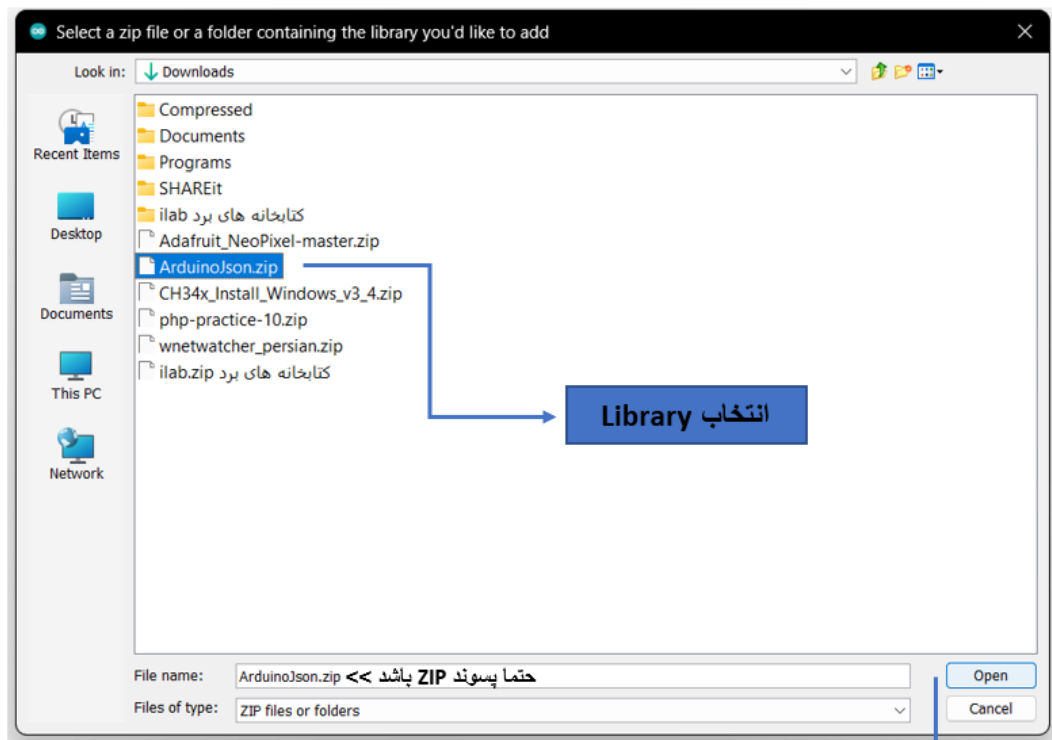 Select a zip file or a folder containing the library you'd like to add
Look in:
Downloads
Recent Items
Desktop
Documents
This PC
Network
Compressed
Documents
Programs
SHAREit
کتابخانه های برد ilab
Adafruit_NeoPixel-master.zip
ArduinoJson.zip
CH34x_Install_Windows_v3_4.zip
php-practice-10.zip
wnetwatcher_persian.zip
کتابخانه های برد ilab.zip
انتخاب Library
File name:
ArduinoJson.zip << حتما پسوند ZIP باشد
Open
Files of type:
ZIP files or folders
Cancel